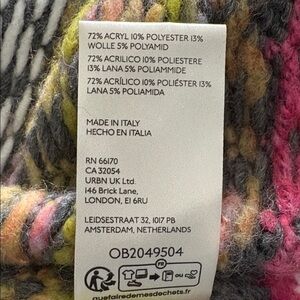 72% ACRYL 10% POLYESTER 13%
WOLLE 5% POLYAMID
72% ACRILICO 10% POLIESTERE
13% LANA 5% POLIAMMIDE
72% ACRÍLICO 10% POLIÉSTER 13%
LANA 5% POLIAMIDA
MADE IN ITALY
HECHO EN ITALIA
RN 66170
CA 32054
URBN UK Ltd.
146 Brick Lane,
LONDON, E1 6RU
LEIDSESTRAAT 32, 1017 PB
AMSTERDAM, NETHERLANDS
OB2049504
FR
OU
quefairedemesdechets.fr